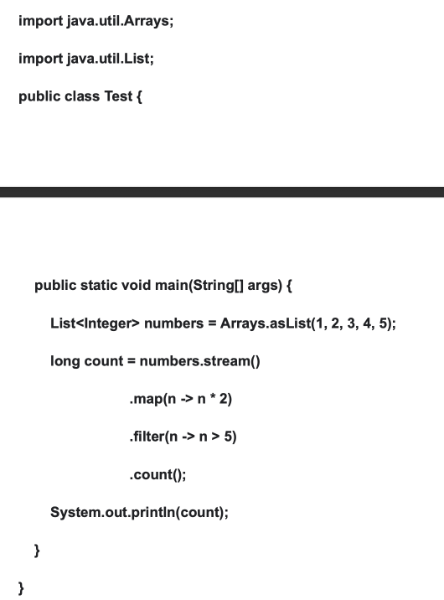 import java.util.Arrays;
import java.util.List;
public class Test {
public static void main(String[] args) {
List<Integer> numbers = Arrays.asList(1, 2, 3, 4, 5);
long count = numbers.stream()
.map(n -> n * 2)
.filter(n -> n > 5)
.count();
System.out.println(count);
}
}